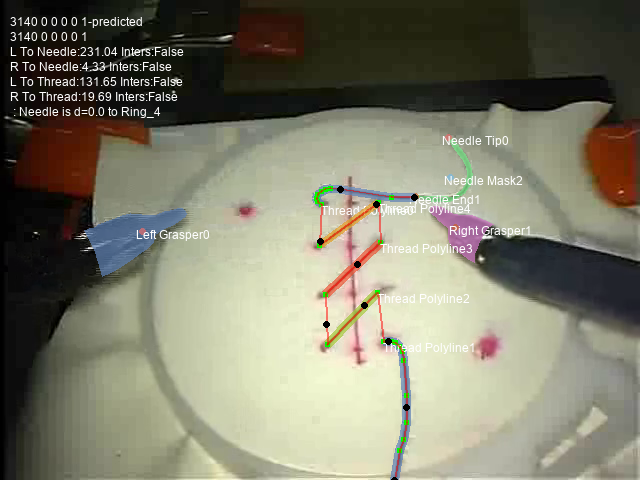 3140 0 0 0 0 1-predicted
3140 0 0 0 0 1
L To Needle:231.04 Inters:False
R To Needle:4.33 Inters:False
L To Thread:131.65 Inters:False
R To Thread:19.69 Inters:False
: Needle is d=0.0 to Ring_4
Needle Tip0
Needle Mask2
Needle End1
Thread Polyline4
Left Grasper0
Right Grasper1
Thread Polyline3
Thread Polyline2
Thread Polyline1